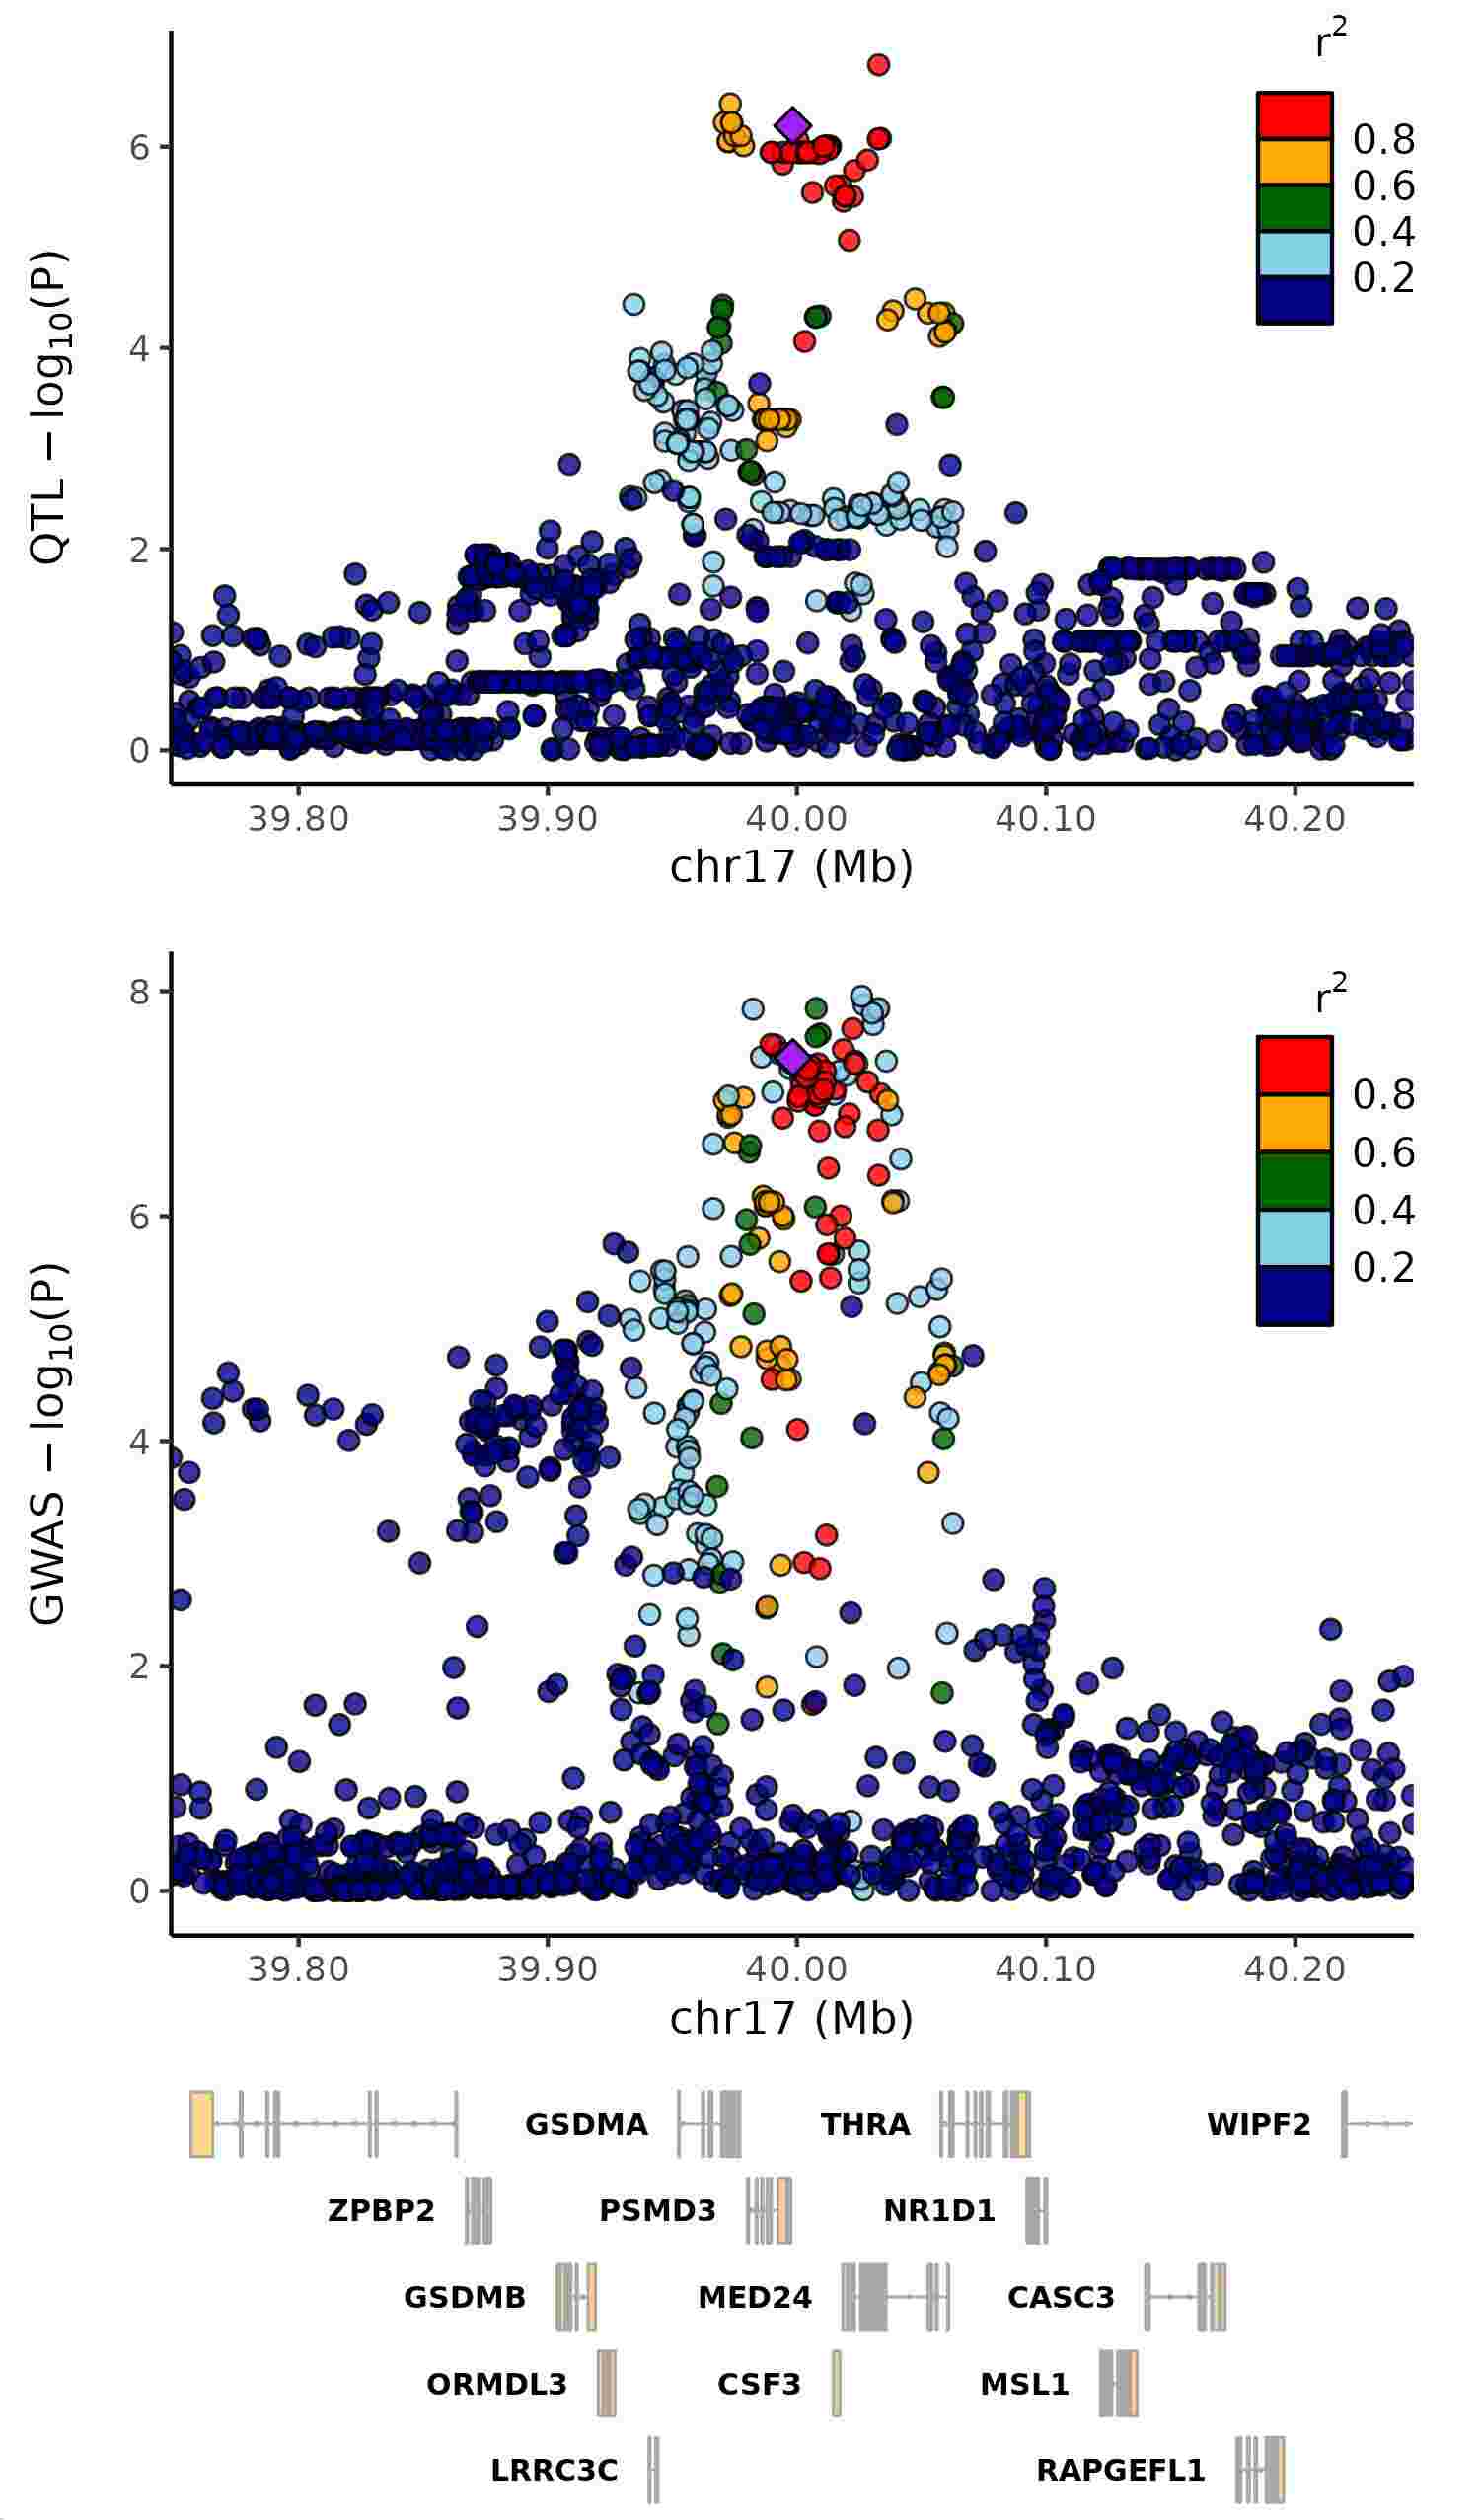 r²
0.8
0.6
0.4
0.2
QTL −log₁₀(P)
6
4
2
0
39.80 39.90 40.00 40.10 40.20
chr17 (Mb)
r²
0.8
0.6
0.4
0.2
GWAS −log₁₀(P)
8
6
4
2
0
39.80 39.90 40.00 40.10 40.20
chr17 (Mb)
GSDMA THRA WIPF2
ZPBP2 PSMD3 NR1D1
GSDMB MED24 CASC3
ORMDL3 CSF3 MSL1
LRRC3C RAPGEFL1